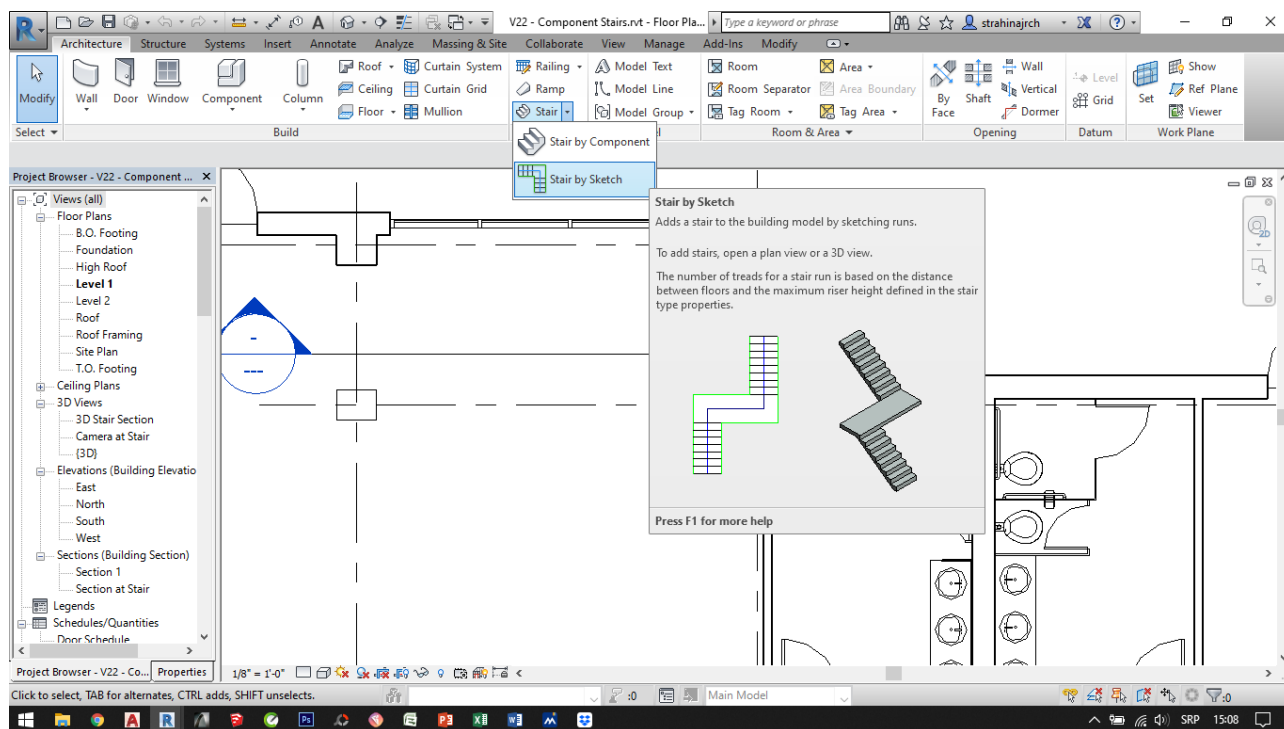 V22 - Component Stairs.rvt - Floor Pla...
Type a keyword or phrase
strahinajrch
Architecture Structure Systems Insert Annotate Analyze Massing & Site Collaborate View Manage Add-Ins Modify
Modify
Wall
Door
Window
Component
Column
Roof
Ceiling
Floor
Curtain System
Curtain Grid
Mullion
Railing
Ramp
Stair
Model Text
Model Line
Model Group
Room
Room Separator
Tag Room
Area
Area Boundary
Tag Area
By
Face
Shaft
Wall
Vertical
Dormer
Level
Grid
Set
Show
Ref Plane
Viewer
Select
Build
Room & Area
Opening
Datum
Work Plane
Stair by Component
Stair by Sketch
Stair by Sketch
Adds a stair to the building model by sketching runs.
To add stairs, open a plan view or a 3D view.
The number of treads for a stair run is based on the distance
between floors and the maximum riser height defined in the stair
type properties.
Press F1 for more help
Project Browser - V22 - Component ...
Views (all)
Floor Plans
B.O. Footing
Foundation
High Roof
Level 1
Level 2
Roof
Roof Framing
Site Plan
T.O. Footing
Ceiling Plans
3D Views
3D Stair Section
Camera at Stair
{3D}
Elevations (Building Elevatio
East
North
South
West
Sections (Building Section)
Section 1
Section at Stair
Legends
Schedules/Quantities
Door Schedule
Project Browser - V22 - Co...
Properties
2D
1/8" = 1'-0"
Click to select, TAB for alternates, CTRL adds, SHIFT unselects.
:0
Main Model
:0
SRP
15:08